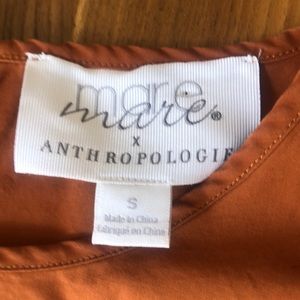 mare
mare®
x
ANTHROPOLOGIE
S
Made in China
Fabriqué en Chine